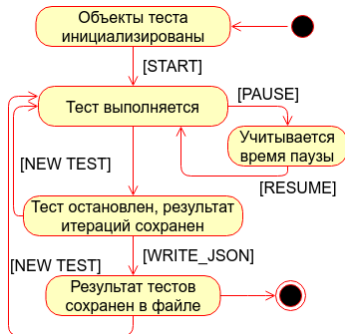 Объекты теста
инициализированы
[START]
Тест выполняется
[PAUSE]
Учитывается
время паузы
[NEW TEST]
[RESUME]
Тест остановлен, результат
итераций сохранен
[WRITE_JSON]
[NEW TEST]
Результат тестов
сохранен в файле